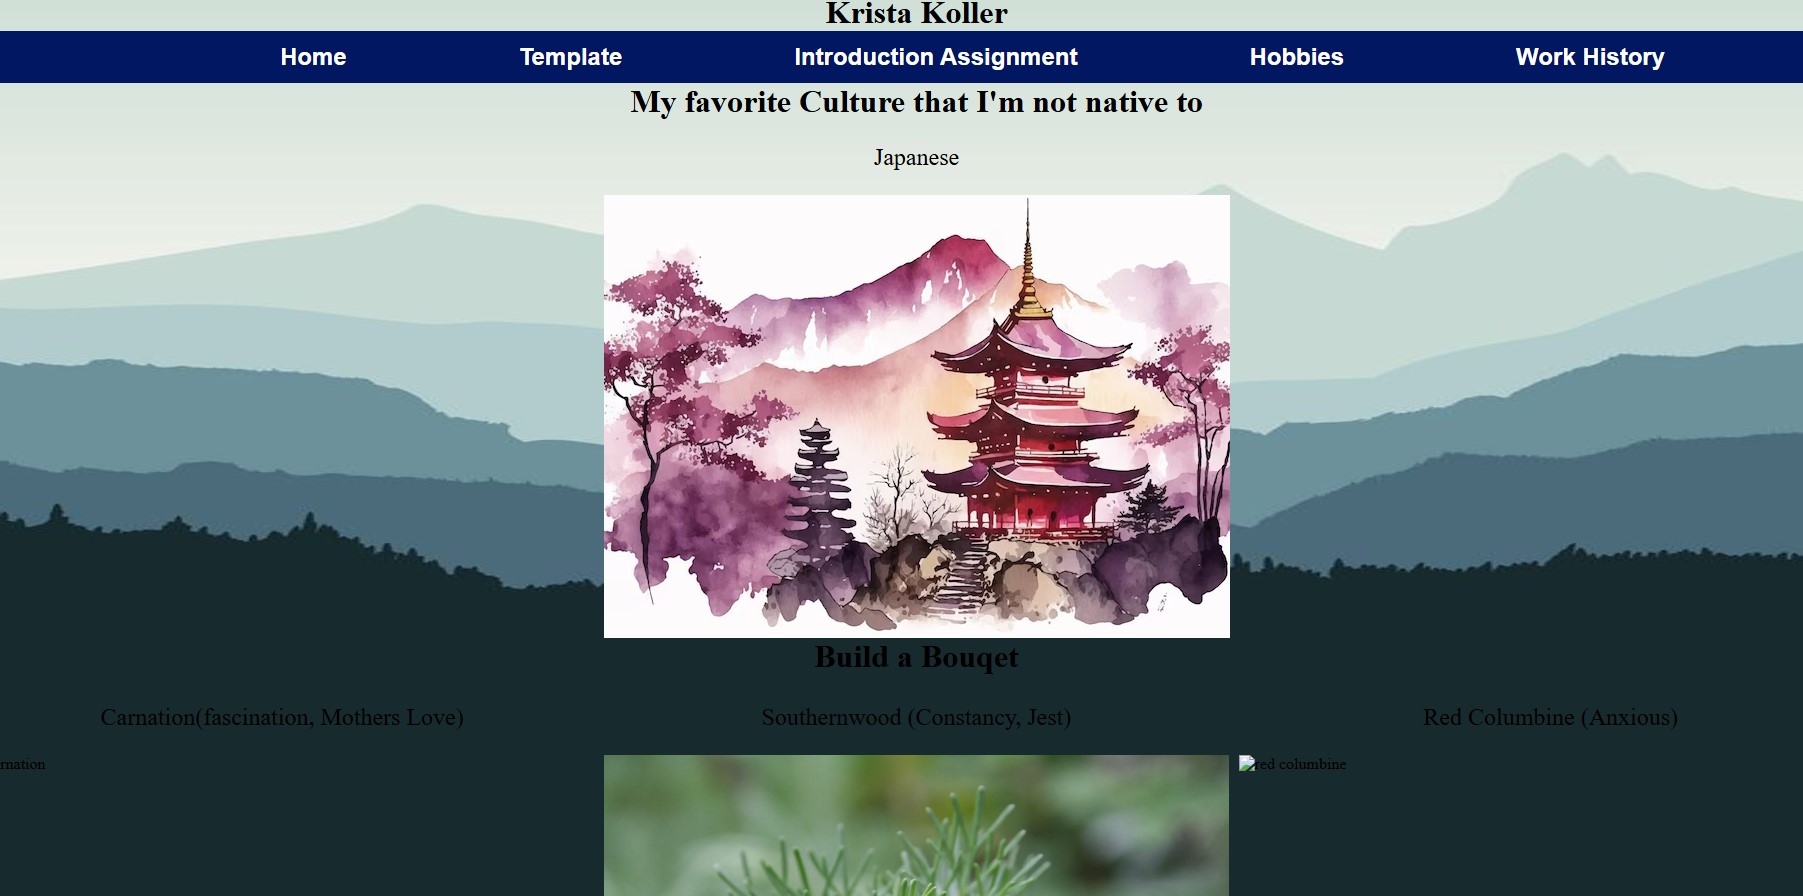 Krista Koller
Home Template Introduction Assignment Hobbies Work History
My favorite Culture that I'm not native to
Japanese
Build a Bouqet
Carnation(fascination, Mothers Love) Southernwood (Constancy, Jest) Red Columbine (Anxious)
rnation red columbine